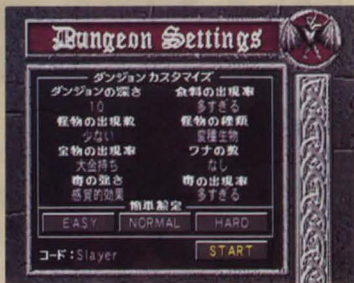 Dungeon Settings
ダンジョンカスタマイズ
ダンジョンの深さ 食料の出現率
10 多すぎる
怪物の出現数 怪物の種類
少ない 変種生物
宝物の出現率 ワナの数
大金持ち なし
毒の強さ 毒の出現率
感覚的効果 多すぎる
簡単設定
EASY NORMAL HARD
コード:Slayer START